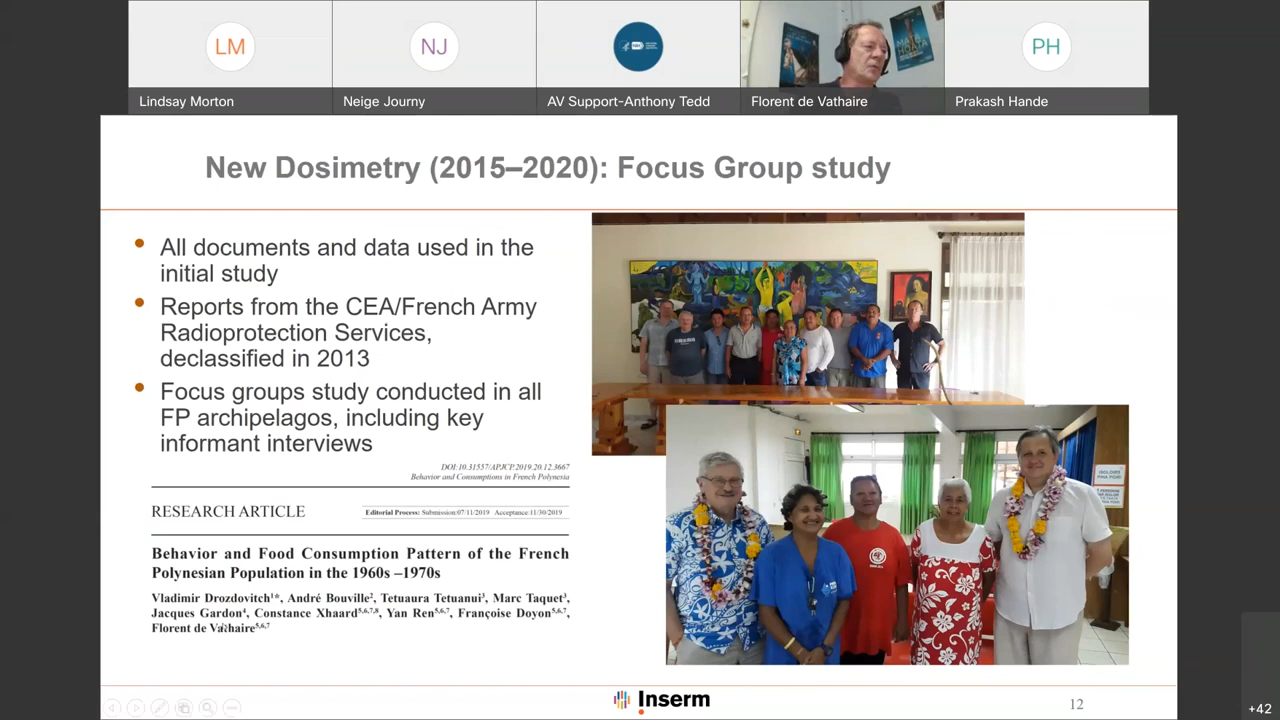 LM
NJ
PH
Lindsay Morton
Neige Journy
AV Support-Anthony Tedd
Florent de Vathaire
Prakash Hande
New Dosimetry (2015–2020): Focus Group study
All documents and data used in the
initial study
Reports from the CEA/French Army
Radioprotection Services,
declassified in 2013
Focus groups study conducted in all
FP archipelagos, including key
informant interviews
DOI:10.31557/APJCP.2019.20.12.3667
Behavior and Consumptions in French Polynesia
RESEARCH ARTICLE
Editorial Process: Submission:07/11/2019 Acceptance:11/30/2019
Behavior and Food Consumption Pattern of the French
Polynesian Population in the 1960s –1970s
Vladimir Drozdovitch1*, André Bouville2, Tetuaura Tetuanui3, Marc Taquet3,
Jacques Gardon4, Constance Xhaard5,6,7,8, Yan Ren5,6,7, Françoise Doyon5,6,7,
Florent de Vathaire5,6,7
Inserm
12
+42